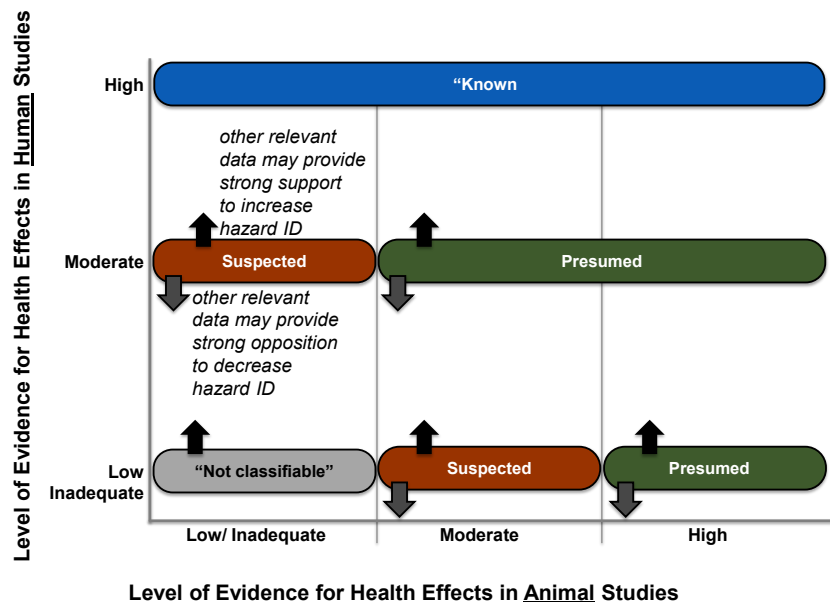 Level of Evidence for Health Effects in Human Studies
High
“Known
other relevant
data may provide
strong support
to increase
hazard ID
Moderate
Suspected
Presumed
other relevant
data may provide
strong opposition
to decrease
hazard ID
Low
Inadequate
“Not classifiable”
Suspected
Presumed
Low/ Inadequate
Moderate
High
Level of Evidence for Health Effects in Animal Studies